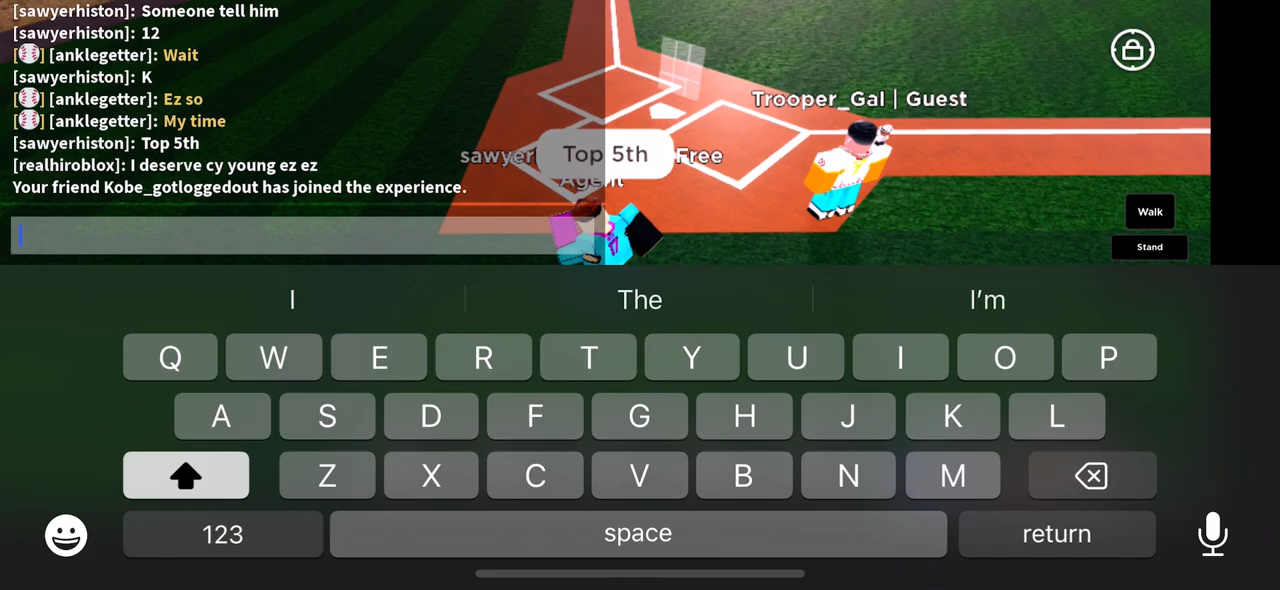 [sawyerhiston]: Someone tell him
[sawyerhiston]: 12
[⚾] [anklegetter]: Wait
[sawyerhiston]: K
[⚾] [anklegetter]: Ez so
[⚾] [anklegetter]: My time
[sawyerhiston]: Top 5th
[realhiroblox]: I deserve cy young ez ez
Your friend Kobe_gotloggedout has joined the experience.
Trooper_Gal | Guest
Top 5th
Free
Agent
Walk
Stand
I The I'm
Q W E R T Y U I O P
A S D F G H J K L
Z X C V B N M
123 space return